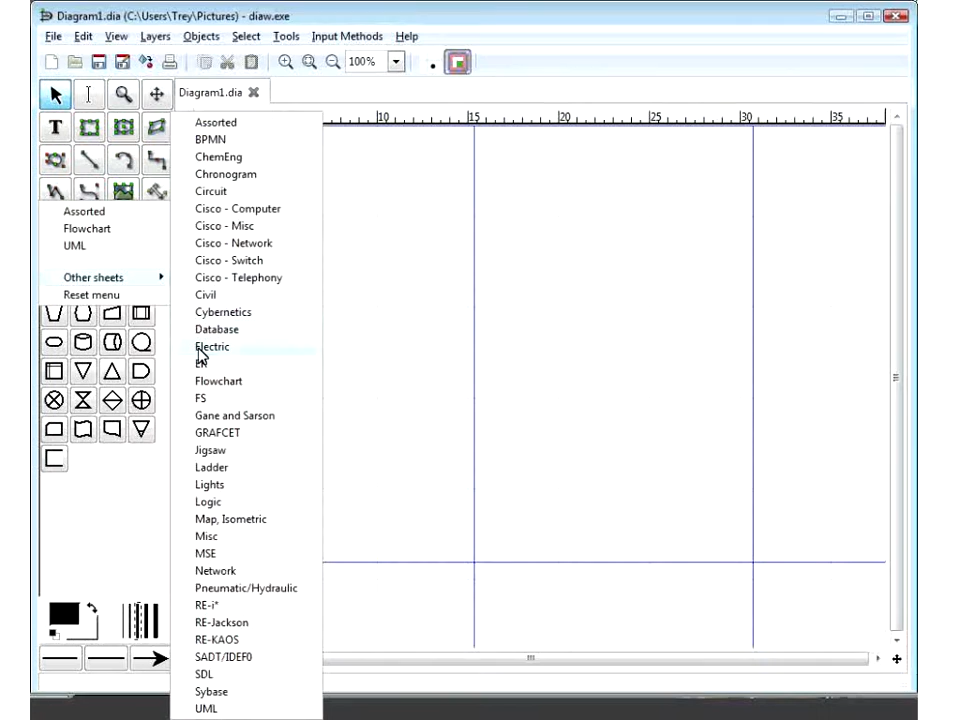 Diagram1.dia (C:\Users\Trey\Pictures) - diaw.exe
File Edit View Layers Objects Select Tools Input Methods Help
100%
Diagram1.dia
10 15 20 25 30 35
T
Assorted
Flowchart
UML
Other sheets
Reset menu
Assorted
BPMN
ChemEng
Chronogram
Circuit
Cisco - Computer
Cisco - Misc
Cisco - Network
Cisco - Switch
Cisco - Telephony
Civil
Cybernetics
Database
Electric
ER
Flowchart
FS
Gane and Sarson
GRAFCET
Jigsaw
Ladder
Lights
Logic
Map, Isometric
Misc
MSE
Network
Pneumatic/Hydraulic
RE-i*
RE-Jackson
RE-KAOS
SADT/IDEF0
SDL
Sybase
UML